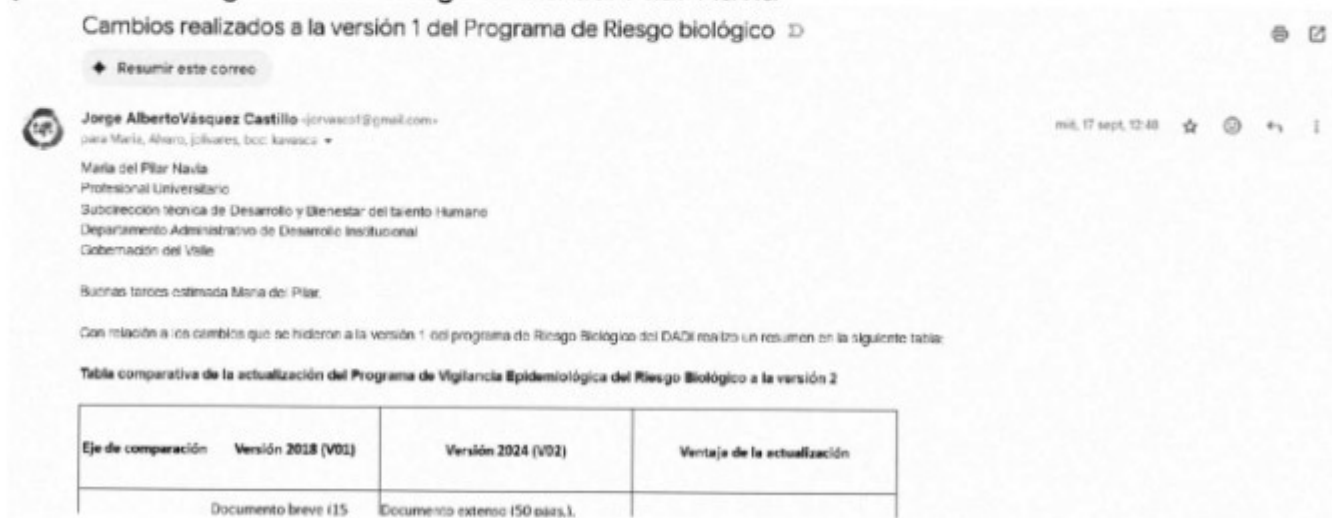 Cambios realizados a la versión 1 del Programa de Riesgo biológico
Resumir este correo
Jorge AlbertoVásquez Castillo
mié, 17 sept, 12:48
para María, Alvaro, jolivares, bcc: kavasca
María del Pilar Navia
Profesional Universitario
Subdirección técnica de Desarrollo y Bienestar del talento Humano
Departamento Administrativo de Desarrollo Institucional
Gobernación del Valle
Buenas tardes estimada María del Pilar,
Con relación a los cambios que se hicieron a la versión 1 del programa de Riesgo Biológico del DADI realizo un resumen en la siguiente tabla:
Tabla comparativa de la actualización del Programa de Vigilancia Epidemiológica del Riesgo Biológico a la versión 2
Eje de comparación Versión 2018 (V01) Versión 2024 (V02) Ventaja de la actualización
Documento breve (15 Documento extenso (50 págs.),